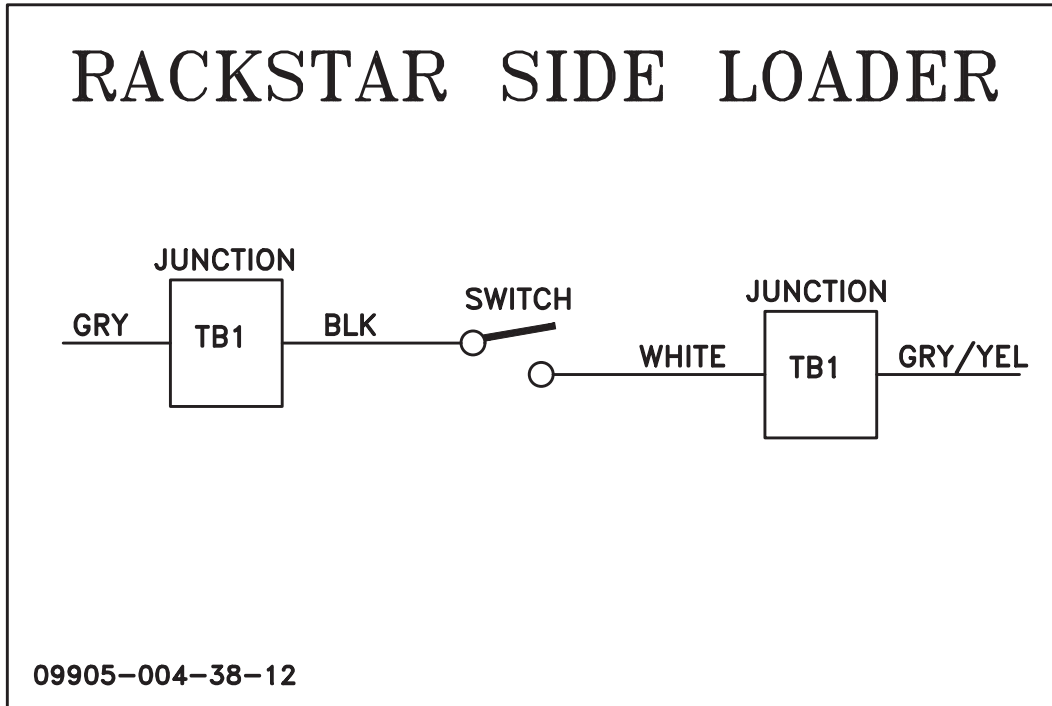 RACKSTAR SIDE LOADER
JUNCTION
GRY
TB1
BLK
SWITCH
WHITE
JUNCTION
TB1
GRY/YEL
09905-004-38-12